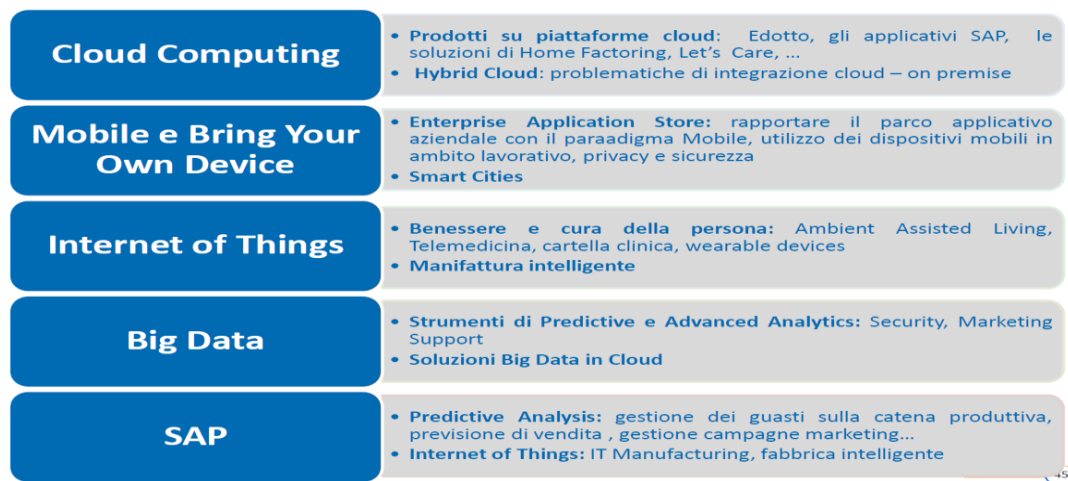 Cloud Computing
• Prodotti su piattaforme cloud: Edotto, gli applicativi SAP, le
soluzioni di Home Factoring, Let's Care, ...
• Hybrid Cloud: problematiche di integrazione cloud – on premise
Mobile e Bring Your
Own Device
• Enterprise Application Store: rapportare il parco applicativo
aziendale con il paraadigma Mobile, utilizzo dei dispositivi mobili in
ambito lavorativo, privacy e sicurezza
• Smart Cities
Internet of Things
• Benessere e cura della persona: Ambient Assisted Living,
Telemedicina, cartella clinica, wearable devices
• Manifattura intelligente
Big Data
• Strumenti di Predictive e Advanced Analytics: Security, Marketing
Support
• Soluzioni Big Data in Cloud
SAP
• Predictive Analysis: gestione dei guasti sulla catena produttiva,
previsione di vendita , gestione campagne marketing...
• Internet of Things: IT Manufacturing, fabbrica intelligente
45